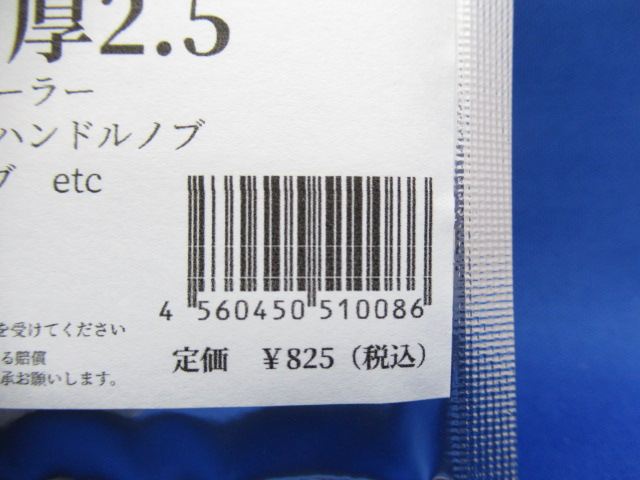 厚2.5
ーラー
ハンドルノブ
ブ etc
4 560450 510086
を受けてください
る賠償
承お願いします。
定価 ￥825（税込）